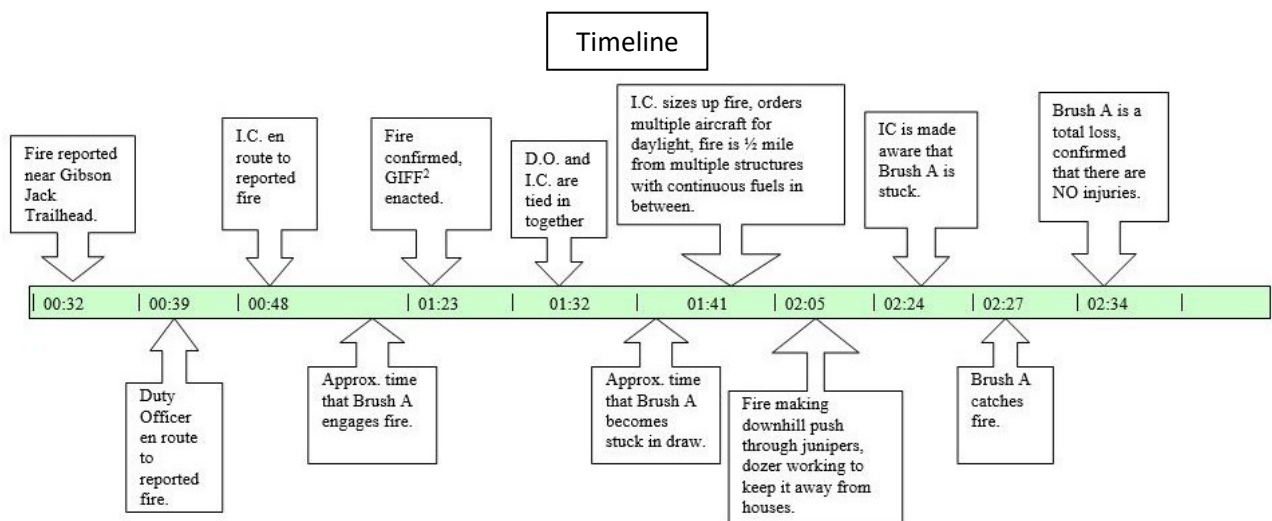 Timeline
Fire reported
near Gibson
Jack
Trailhead.
I.C. en
route to
reported
fire
Fire
confirmed,
GIFF²
enacted.
D.O. and
I.C. are
tied in
together
I.C. sizes up fire, orders
multiple aircraft for
daylight, fire is ½ mile
from multiple structures
with continuous fuels in
between.
IC is made
aware that
Brush A is
stuck.
Brush A is a
total loss,
confirmed
that there are
NO injuries.
| 00:32 | 00:39 | 00:48 | 01:23 | 01:32 | 01:41 | 02:05 | 02:24 | 02:27 | 02:34 |
Duty
Officer
en route
to
reported
fire.
Approx. time
that Brush A
engages fire.
Approx. time
that Brush A
becomes
stuck in draw.
Fire making
downhill push
through junipers,
dozer working to
keep it away from
houses.
Brush A
catches
fire.